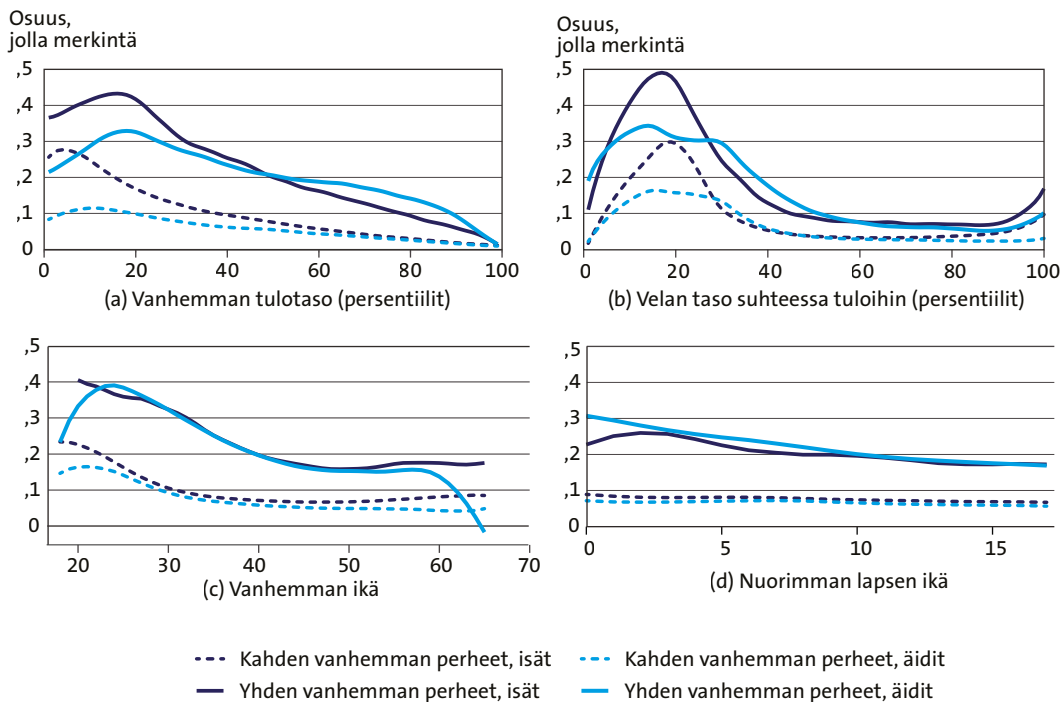 Osuus,
jolla merkintä
,5
,4
,3
,2
,1
0
0 20 40 60 80 100
(a) Vanhemman tulotaso (persentiilit)
Osuus,
jolla merkintä
,5
,4
,3
,2
,1
0
0 20 40 60 80 100
(b) Velan taso suhteessa tuloihin (persentiilit)
,5
,4
,3
,2
,1
0
20 30 40 50 60 70
(c) Vanhemman ikä
,5
,4
,3
,2
,1
0
0 5 10 15
(d) Nuorimman lapsen ikä
Kahden vanhemman perheet, isät
Kahden vanhemman perheet, äidit
Yhden vanhemman perheet, isät
Yhden vanhemman perheet, äidit